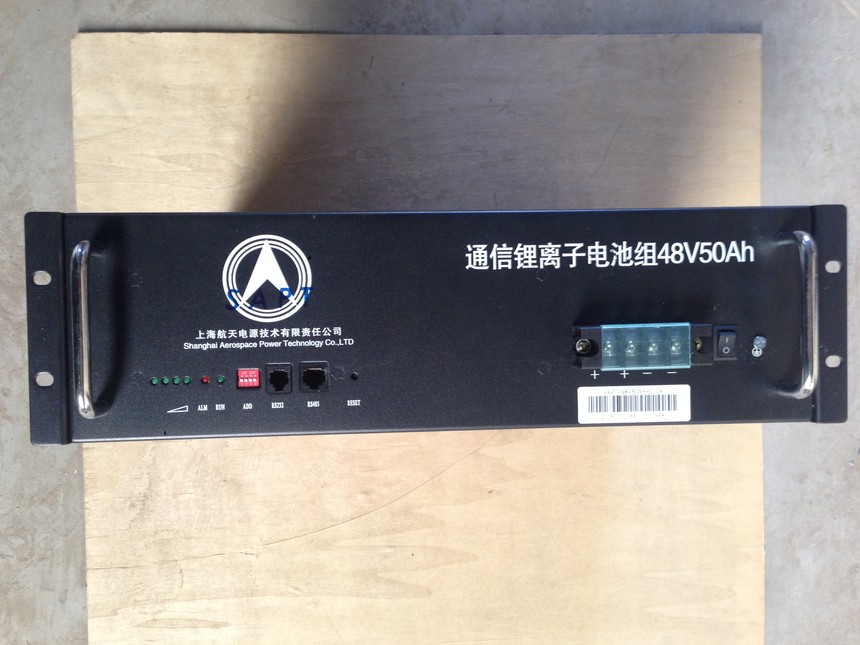 通信锂离子电池组48V50Ah
SAPT
上海航天电源技术有限责任公司
Shanghai Aerospace Power Technology Co.,LTD
+ + - -
ALM RUN ADD RS232 RS485 RESET